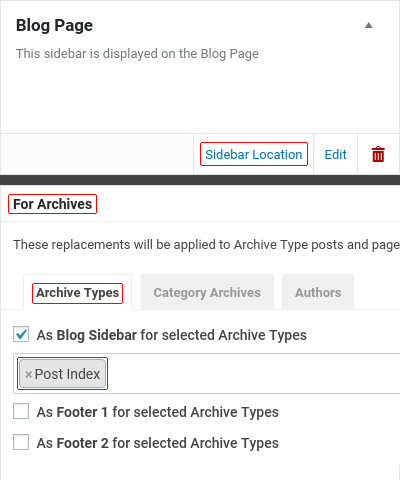 Blog Page
This sidebar is displayed on the Blog Page
Sidebar Location Edit
For Archives
These replacements will be applied to Archive Type posts and page
Archive Types Category Archives Authors
As Blog Sidebar for selected Archive Types
×Post Index
As Footer 1 for selected Archive Types
As Footer 2 for selected Archive Types